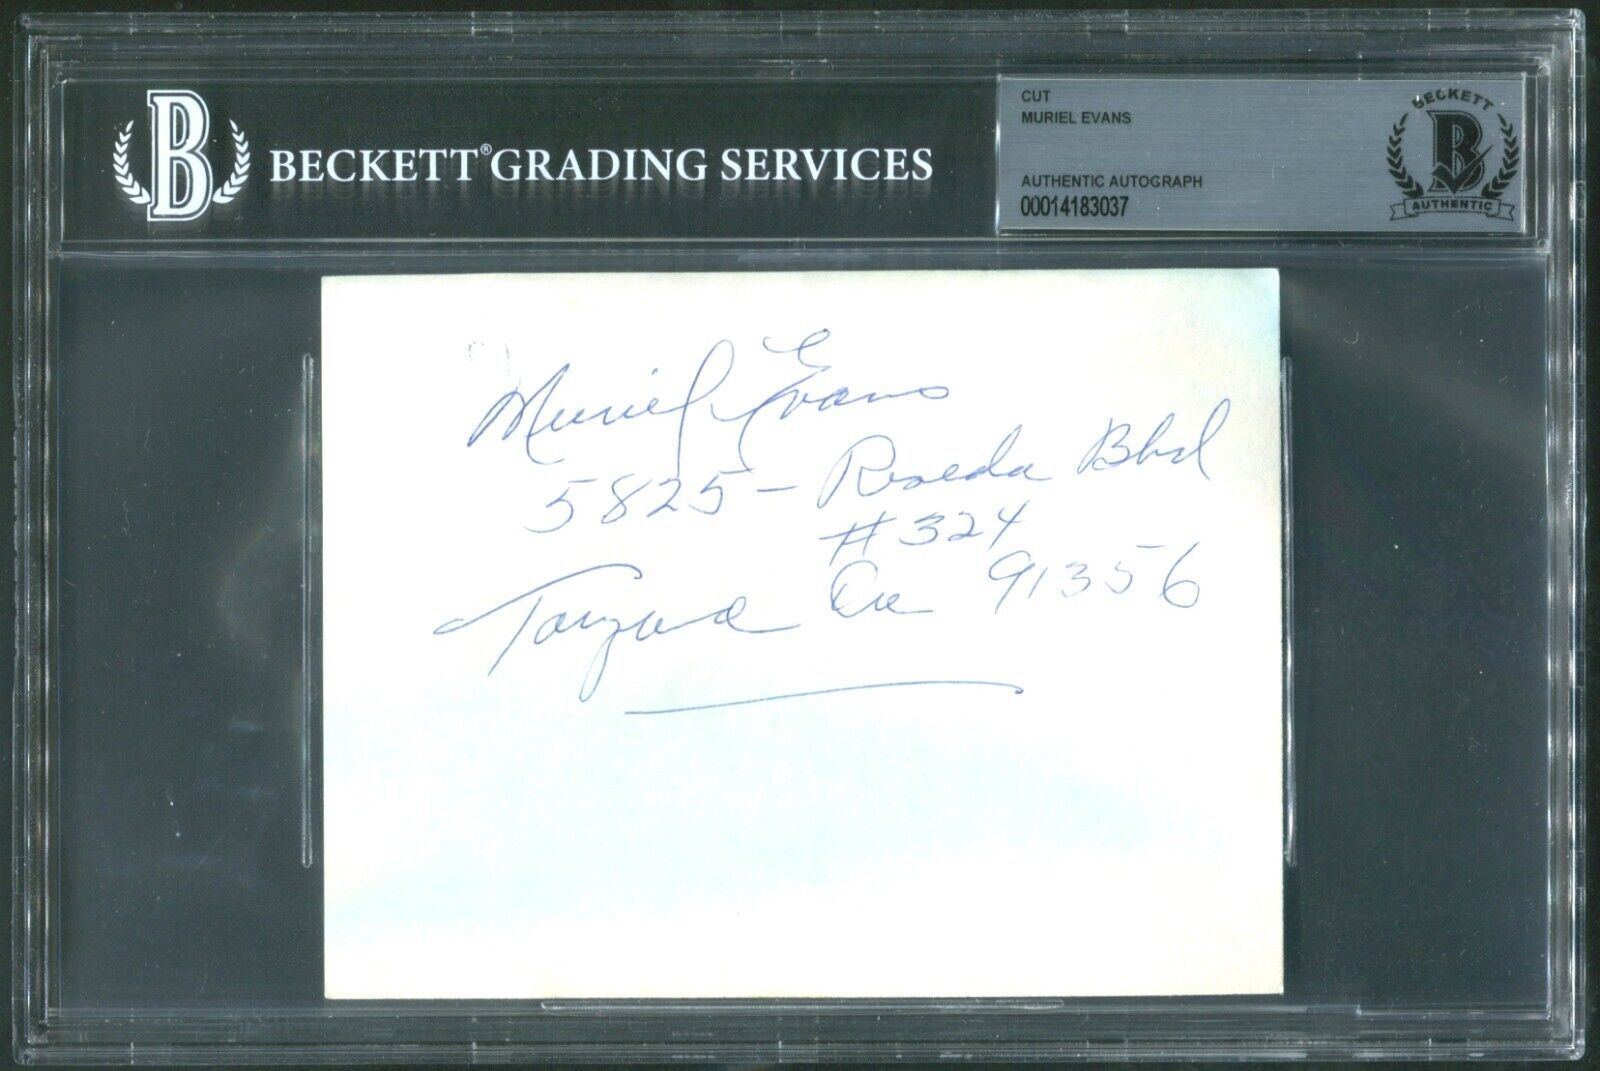 B BECKETT® GRADING SERVICES
CUT
MURIEL EVANS
AUTHENTIC AUTOGRAPH
00014183037
BECKETT
B
AUTHENTIC
Muriel Evans
5825 - Reseda Blvd
#324
Tarzana Ca 91356